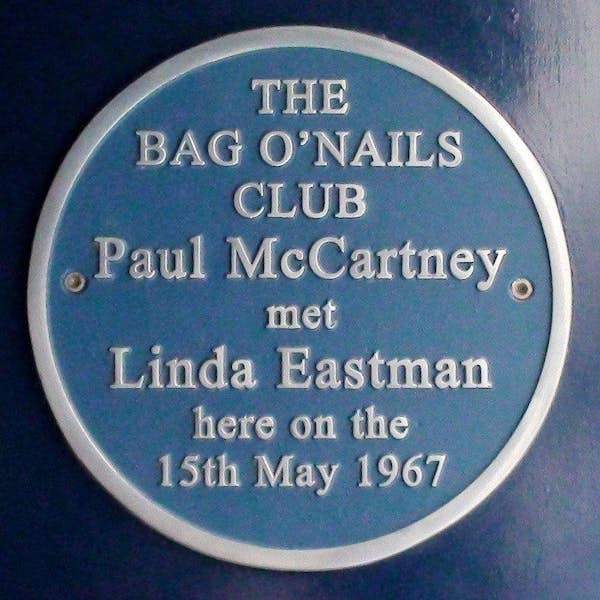 THE
BAG O'NAILS
CLUB
Paul McCartney
met
Linda Eastman
here on the
15th May 1967